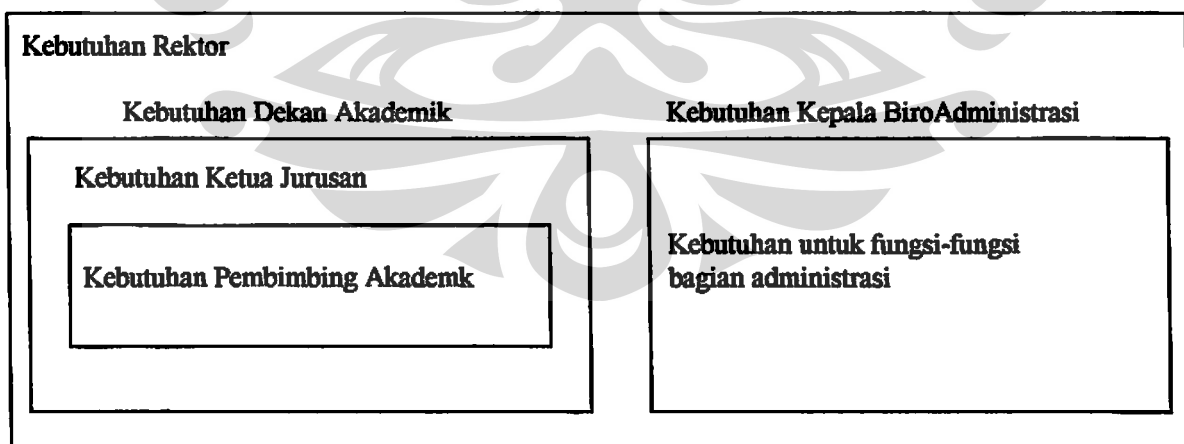 Kebutuhan Rektor
Kebutuhan Dekan Akademik
Kebutuhan Kepala BiroAdministrasi
Kebutuhan Ketua Jurusan
Kebutuhan Pembimbing Akademk
Kebutuhan untuk fungsi-fungsi
bagian administrasi